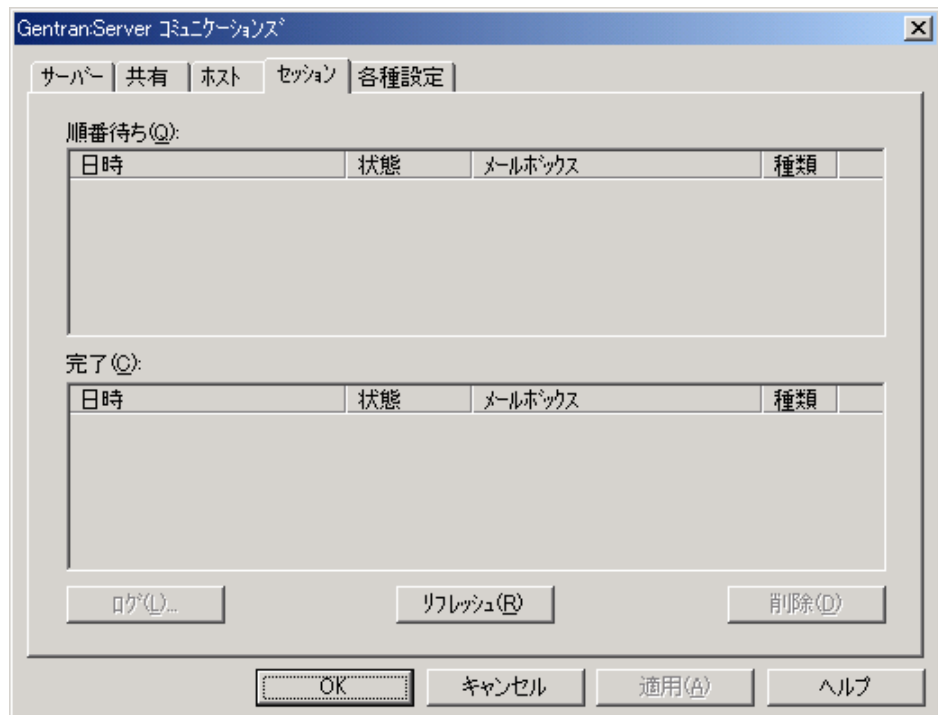 Gentran:Server ｺﾐｭﾆｹｰｼｮﾝｽﾞ
サーバー 共有 ホスト セッション 各種設定
順番待ち(Q):
日時 状態 メールボックス 種類
完了(C):
日時 状態 メールボックス 種類
ログ(L)... リフレッシュ(R) 削除(D)
OK キャンセル 適用(A) ヘルプ